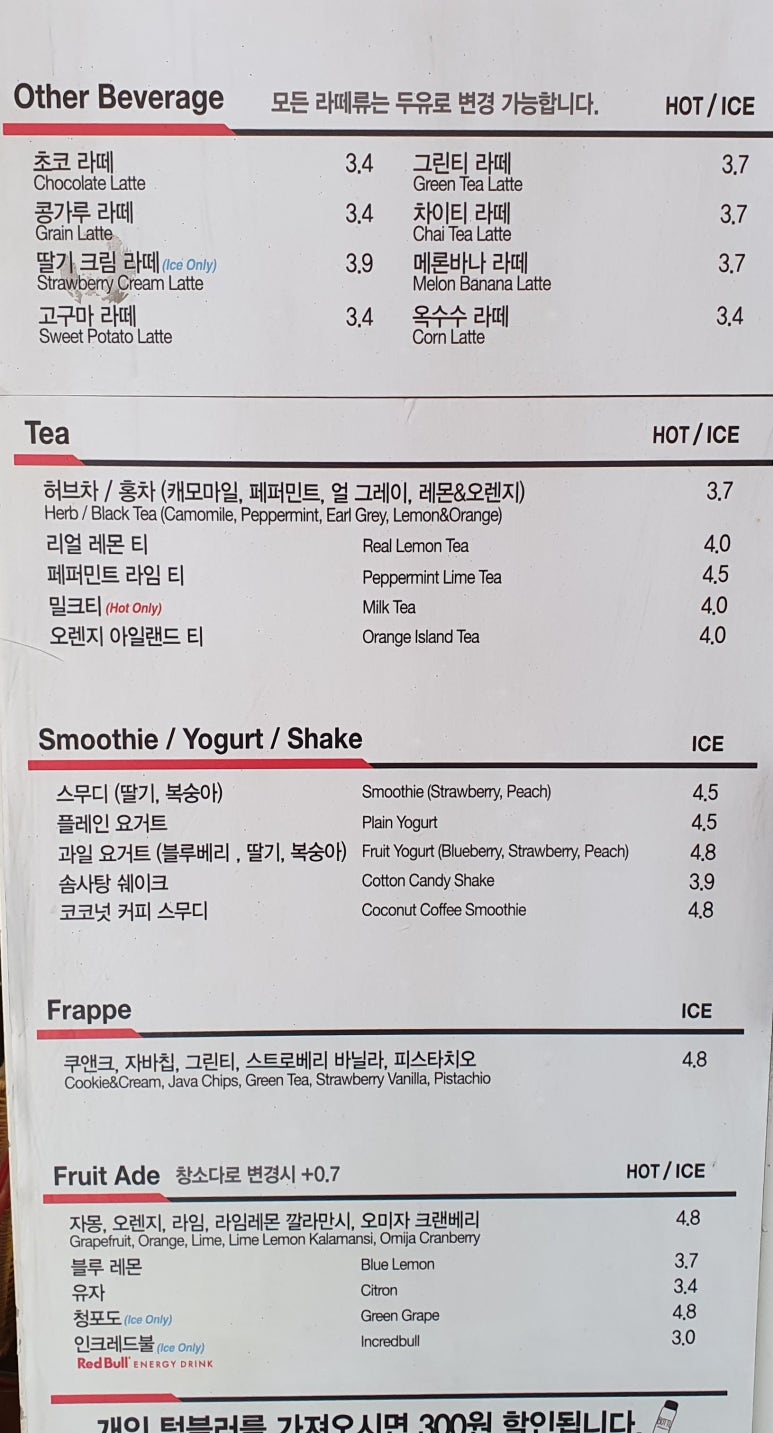 Other Beverage 모든 라떼류는 두유로 변경 가능합니다. HOT / ICE
초코 라떼 3.4 그린티 라떼 3.7
Chocolate Latte Green Tea Latte
콩가루 라떼 3.4 차이티 라떼 3.7
Grain Latte Chai Tea Latte
딸기 크림 라떼 (Ice Only) 3.9 메론바나 라떼 3.7
Strawberry Cream Latte Melon Banana Latte
고구마 라떼 3.4 옥수수 라떼 3.4
Sweet Potato Latte Corn Latte
Tea HOT / ICE
허브차 / 홍차 (캐모마일, 페퍼민트, 얼 그레이, 레몬&오렌지) 3.7
Herb / Black Tea (Camomile, Peppermint, Earl Grey, Lemon&Orange)
리얼 레몬 티 Real Lemon Tea 4.0
페퍼민트 라임 티 Peppermint Lime Tea 4.5
밀크티 (Hot Only) Milk Tea 4.0
오렌지 아일랜드 티 Orange Island Tea 4.0
Smoothie / Yogurt / Shake ICE
스무디 (딸기, 복숭아) Smoothie (Strawberry, Peach) 4.5
플레인 요거트 Plain Yogurt 4.5
과일 요거트 (블루베리 , 딸기, 복숭아) Fruit Yogurt (Blueberry, Strawberry, Peach) 4.8
솜사탕 쉐이크 Cotton Candy Shake 3.9
코코넛 커피 스무디 Coconut Coffee Smoothie 4.8
Frappe ICE
쿠앤크, 자바칩, 그린티, 스트로베리 바닐라, 피스타치오 4.8
Cookie&Cream, Java Chips, Green Tea, Strawberry Vanilla, Pistachio
Fruit Ade 창소다로 변경시 +0.7 HOT / ICE
자몽, 오렌지, 라임, 라임레몬 깔라만시, 오미자 크랜베리 4.8
Grapefruit, Orange, Lime, Lime Lemon Kalamansi, Omija Cranberry
블루 레몬 Blue Lemon 3.7
유자 Citron 3.4
청포도 (Ice Only) Green Grape 4.8
인크레드불 (Ice Only) Incredbull 3.0
Red Bull ENERGY DRINK
개인 텀블러를 가져오시면 300원 할인됩니다.